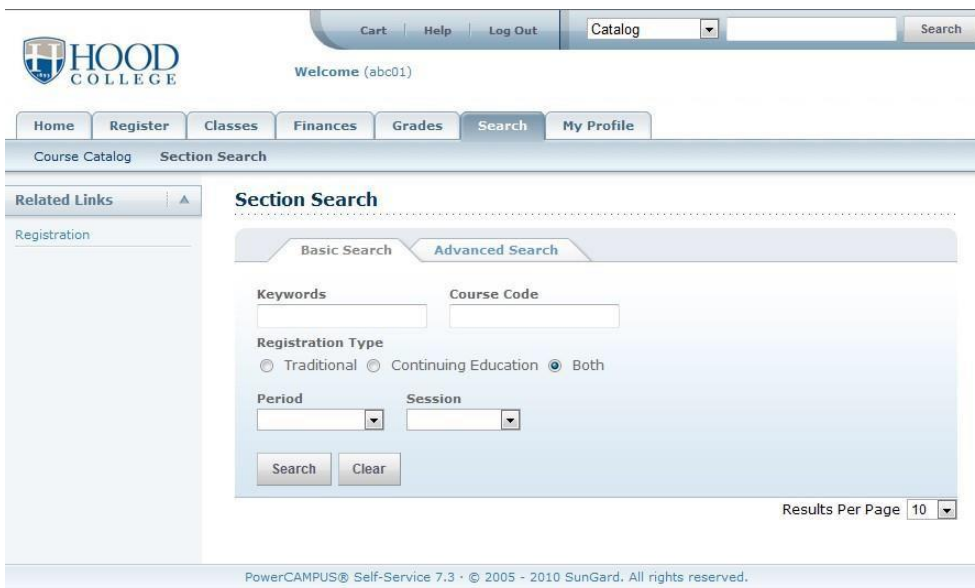 Cart Help Log Out Catalog Search
HOOD
COLLEGE
1893
Welcome (abc01)
Home Register Classes Finances Grades Search My Profile
Course Catalog Section Search
Related Links
Registration
Section Search
Basic Search Advanced Search
Keywords Course Code
Registration Type
Traditional Continuing Education Both
Period Session
Search Clear
Results Per Page 10
PowerCAMPUS® Self-Service 7.3 · © 2005 - 2010 SunGard. All rights reserved.